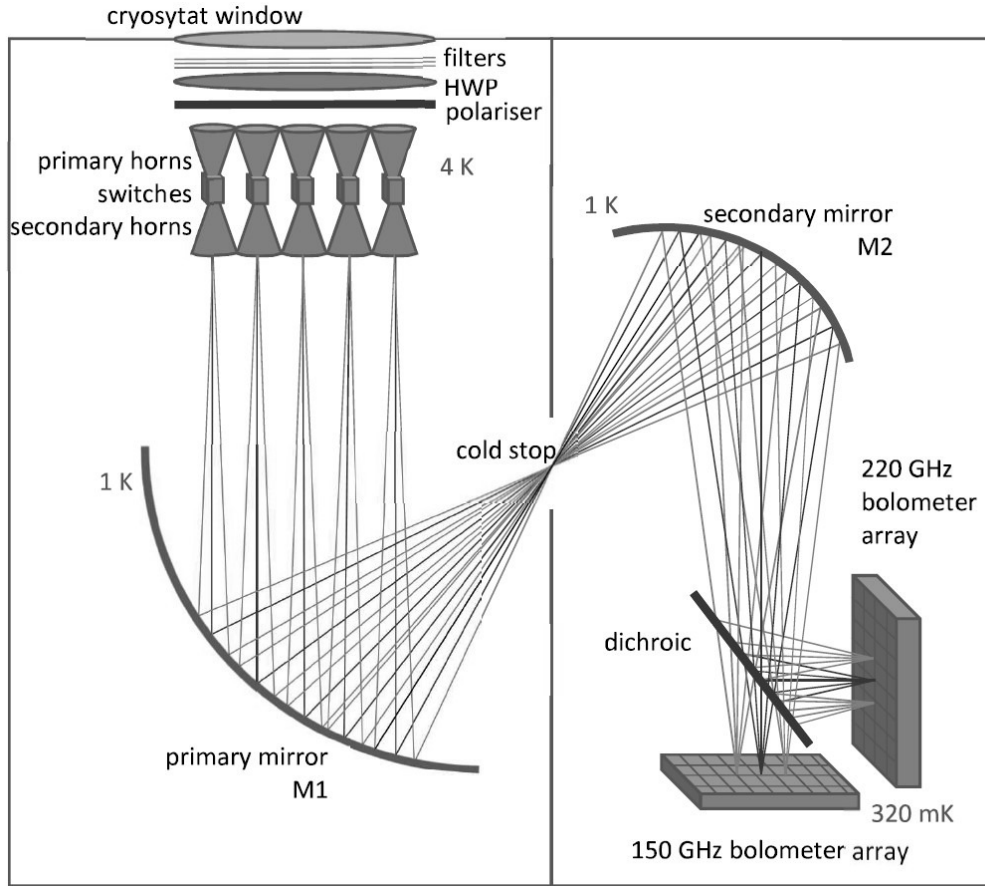 cryosytat window
filters
HWP
polariser
primary horns
switches
secondary horns
4 K
1 K
secondary mirror
M2
cold stop
1 K
220 GHz
bolometer
array
dichroic
primary mirror
M1
320 mK
150 GHz bolometer array